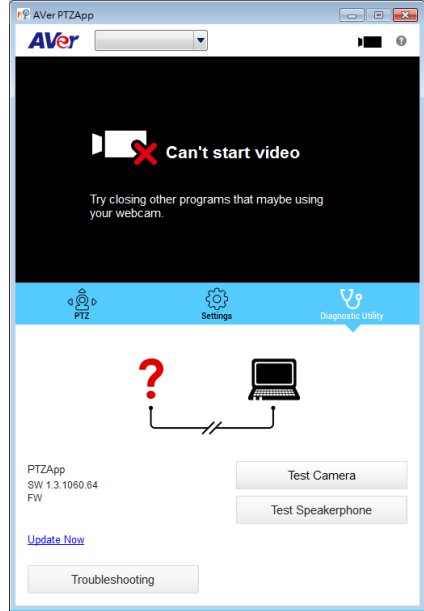 AVer PTZApp
AVer
Can't start video
Try closing other programs that maybe using
your webcam.
PTZ
Settings
Diagnostic Utility
?
PTZApp
SW 1.3.1060.64
FW
Test Camera
Test Speakerphone
Update Now
Troubleshooting